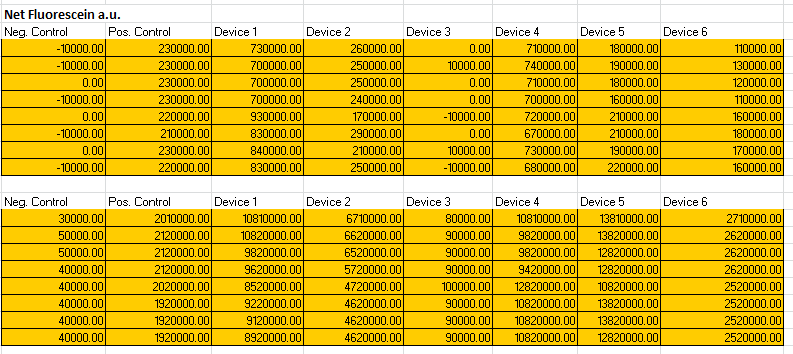 Net Fluorescein a.u.
Neg. Control Pos. Control Device 1 Device 2 Device 3 Device 4 Device 5 Device 6
-10000.00 230000.00 730000.00 260000.00 0.00 710000.00 180000.00 110000.00
-10000.00 230000.00 700000.00 250000.00 10000.00 740000.00 190000.00 130000.00
0.00 230000.00 700000.00 250000.00 0.00 710000.00 180000.00 120000.00
-10000.00 230000.00 700000.00 240000.00 0.00 700000.00 160000.00 110000.00
0.00 220000.00 930000.00 170000.00 -10000.00 720000.00 210000.00 160000.00
-10000.00 210000.00 830000.00 290000.00 0.00 670000.00 210000.00 180000.00
0.00 230000.00 840000.00 210000.00 10000.00 730000.00 190000.00 170000.00
-10000.00 220000.00 830000.00 250000.00 -10000.00 680000.00 220000.00 160000.00
Neg. Control Pos. Control Device 1 Device 2 Device 3 Device 4 Device 5 Device 6
30000.00 2010000.00 10810000.00 6710000.00 80000.00 10810000.00 13810000.00 2710000.00
50000.00 2120000.00 10820000.00 6620000.00 90000.00 9820000.00 13820000.00 2620000.00
50000.00 2120000.00 9820000.00 6520000.00 90000.00 9820000.00 12820000.00 2620000.00
40000.00 2120000.00 9620000.00 5720000.00 90000.00 9420000.00 12820000.00 2620000.00
40000.00 2020000.00 8520000.00 4720000.00 100000.00 12820000.00 10820000.00 2520000.00
40000.00 1920000.00 9220000.00 4620000.00 90000.00 10820000.00 13820000.00 2520000.00
40000.00 1920000.00 9120000.00 4620000.00 90000.00 10820000.00 13820000.00 2520000.00
40000.00 1920000.00 8920000.00 4620000.00 90000.00 10820000.00 12820000.00 2520000.00